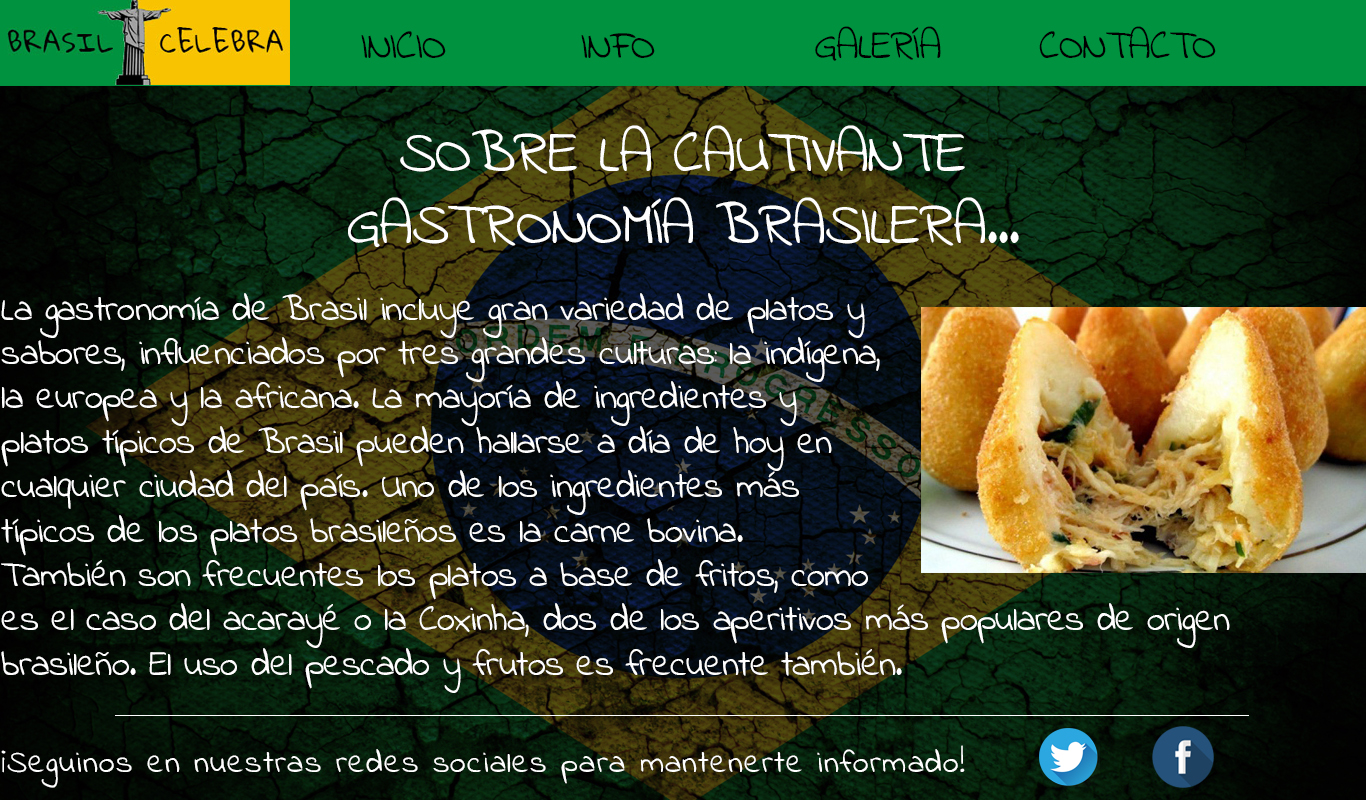 BRASIL CELEBRA INICIO INFO GALERÍA CONTACTO
SOBRE LA CAUTIVANTE
GASTRONOMÍA BRASILERA...
La gastronomía de Brasil incluye gran variedad de platos y
sabores, influenciados por tres grandes culturas: la indígena,
la europea y la africana. La mayoría de ingredientes y
platos típicos de Brasil pueden hallarse a día de hoy en
cualquier ciudad del país. Uno de los ingredientes más
típicos de los platos brasileños es la carne bovina.
También son frecuentes los platos a base de fritos, como
es el caso del acarayé o la Coxinha, dos de los aperitivos más populares de origen
brasileño. El uso del pescado y frutos es frecuente también.
ORDEM E PROGRESSO
¡Seguinos en nuestras redes sociales para mantenerte informado!
f